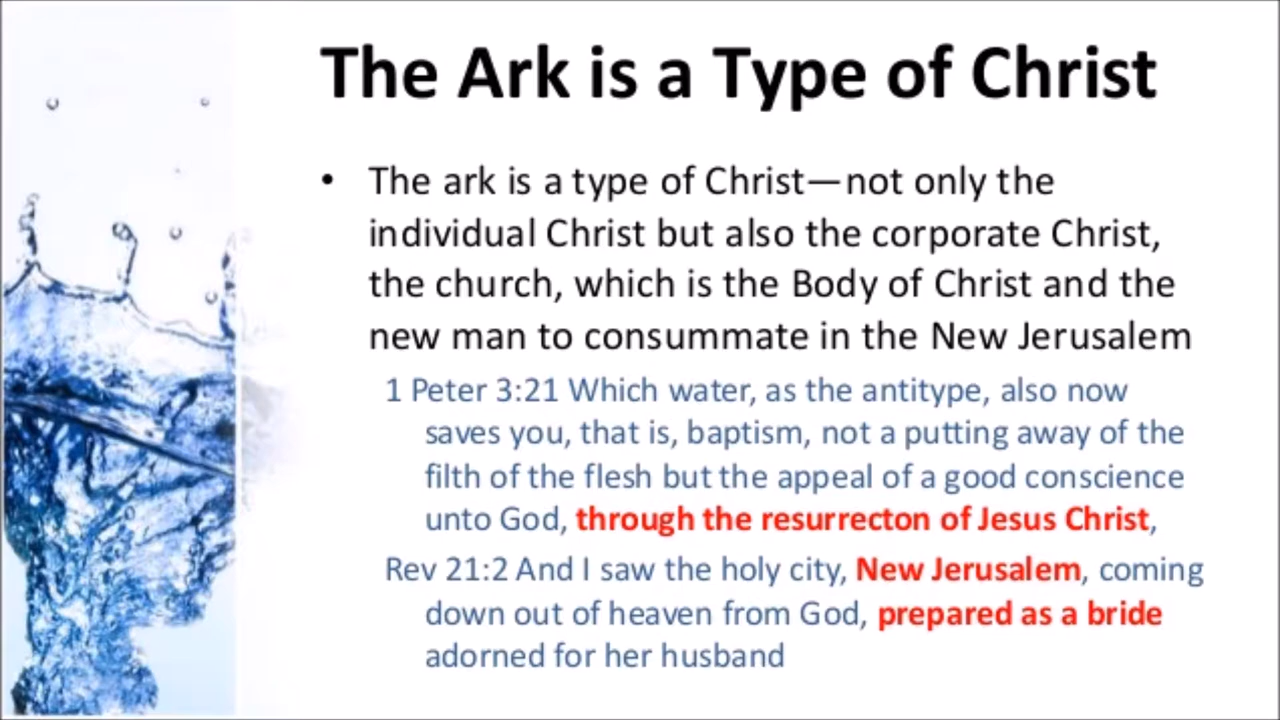 The Ark is a Type of Christ
• The ark is a type of Christ—not only the
individual Christ but also the corporate Christ,
the church, which is the Body of Christ and the
new man to consummate in the New Jerusalem
1 Peter 3:21 Which water, as the antitype, also now
saves you, that is, baptism, not a putting away of the
filth of the flesh but the appeal of a good conscience
unto God, through the resurrecton of Jesus Christ,
Rev 21:2 And I saw the holy city, New Jerusalem, coming
down out of heaven from God, prepared as a bride
adorned for her husband